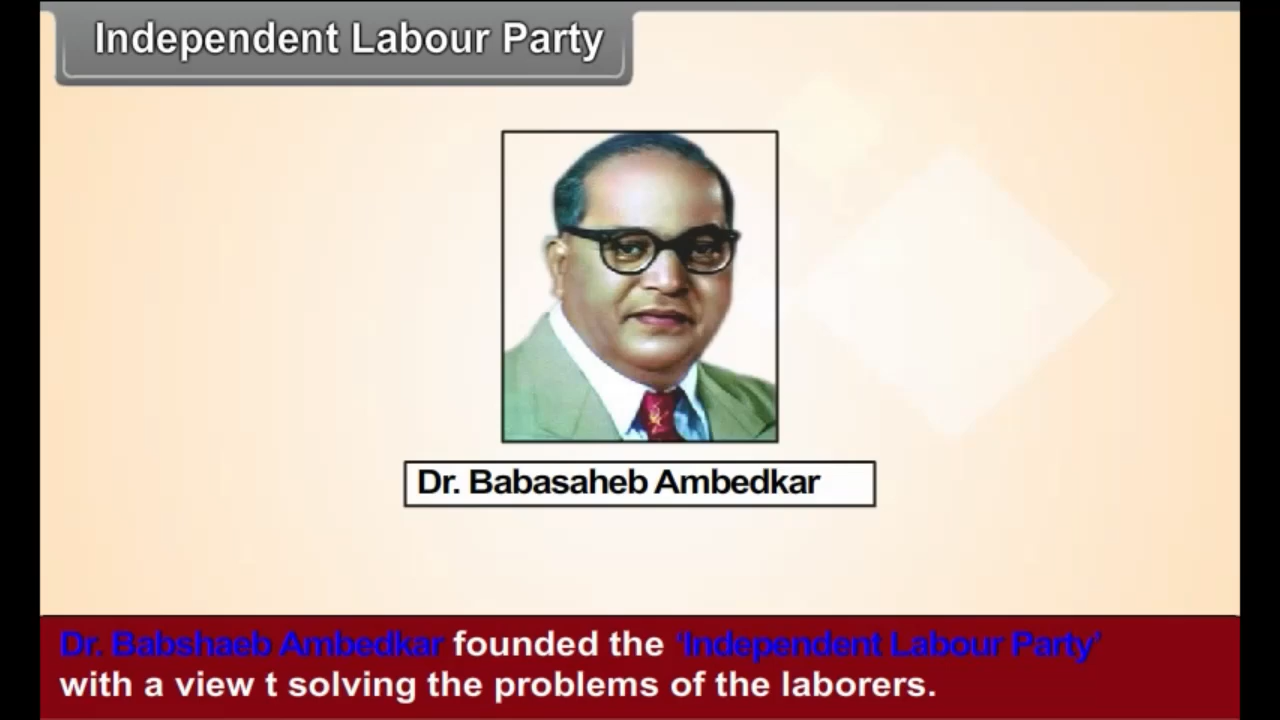 Independent Labour Party
Dr. Babasaheb Ambedkar
Dr. Babshaeb Ambedkar founded the ‘Independent Labour Party’
with a view t solving the problems of the laborers.